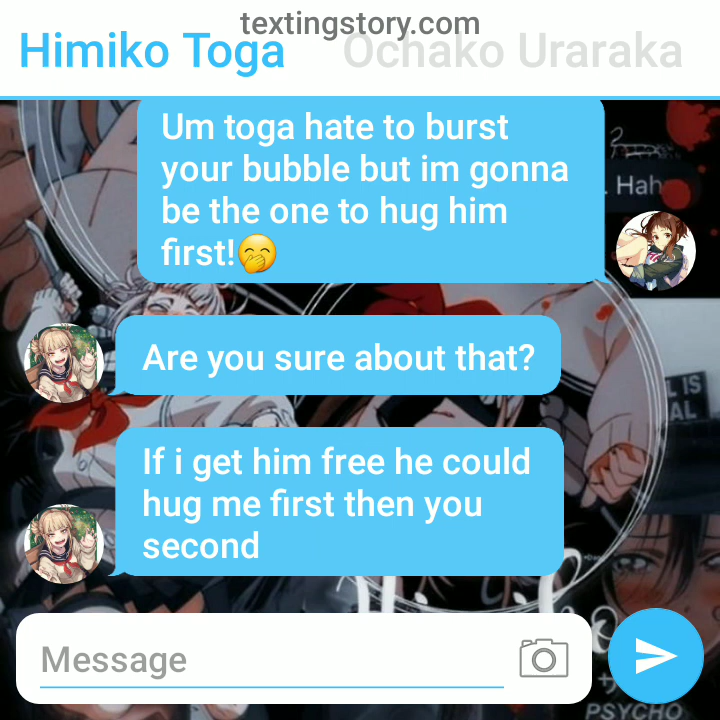 textingstory.com
Himiko Toga
Ochako Uraraka
Um toga hate to burst
your bubble but im gonna
be the one to hug him
first!🤭
. Hah
Are you sure about that?
If i get him free he could
hug me first then you
second
Message
PSYCHO